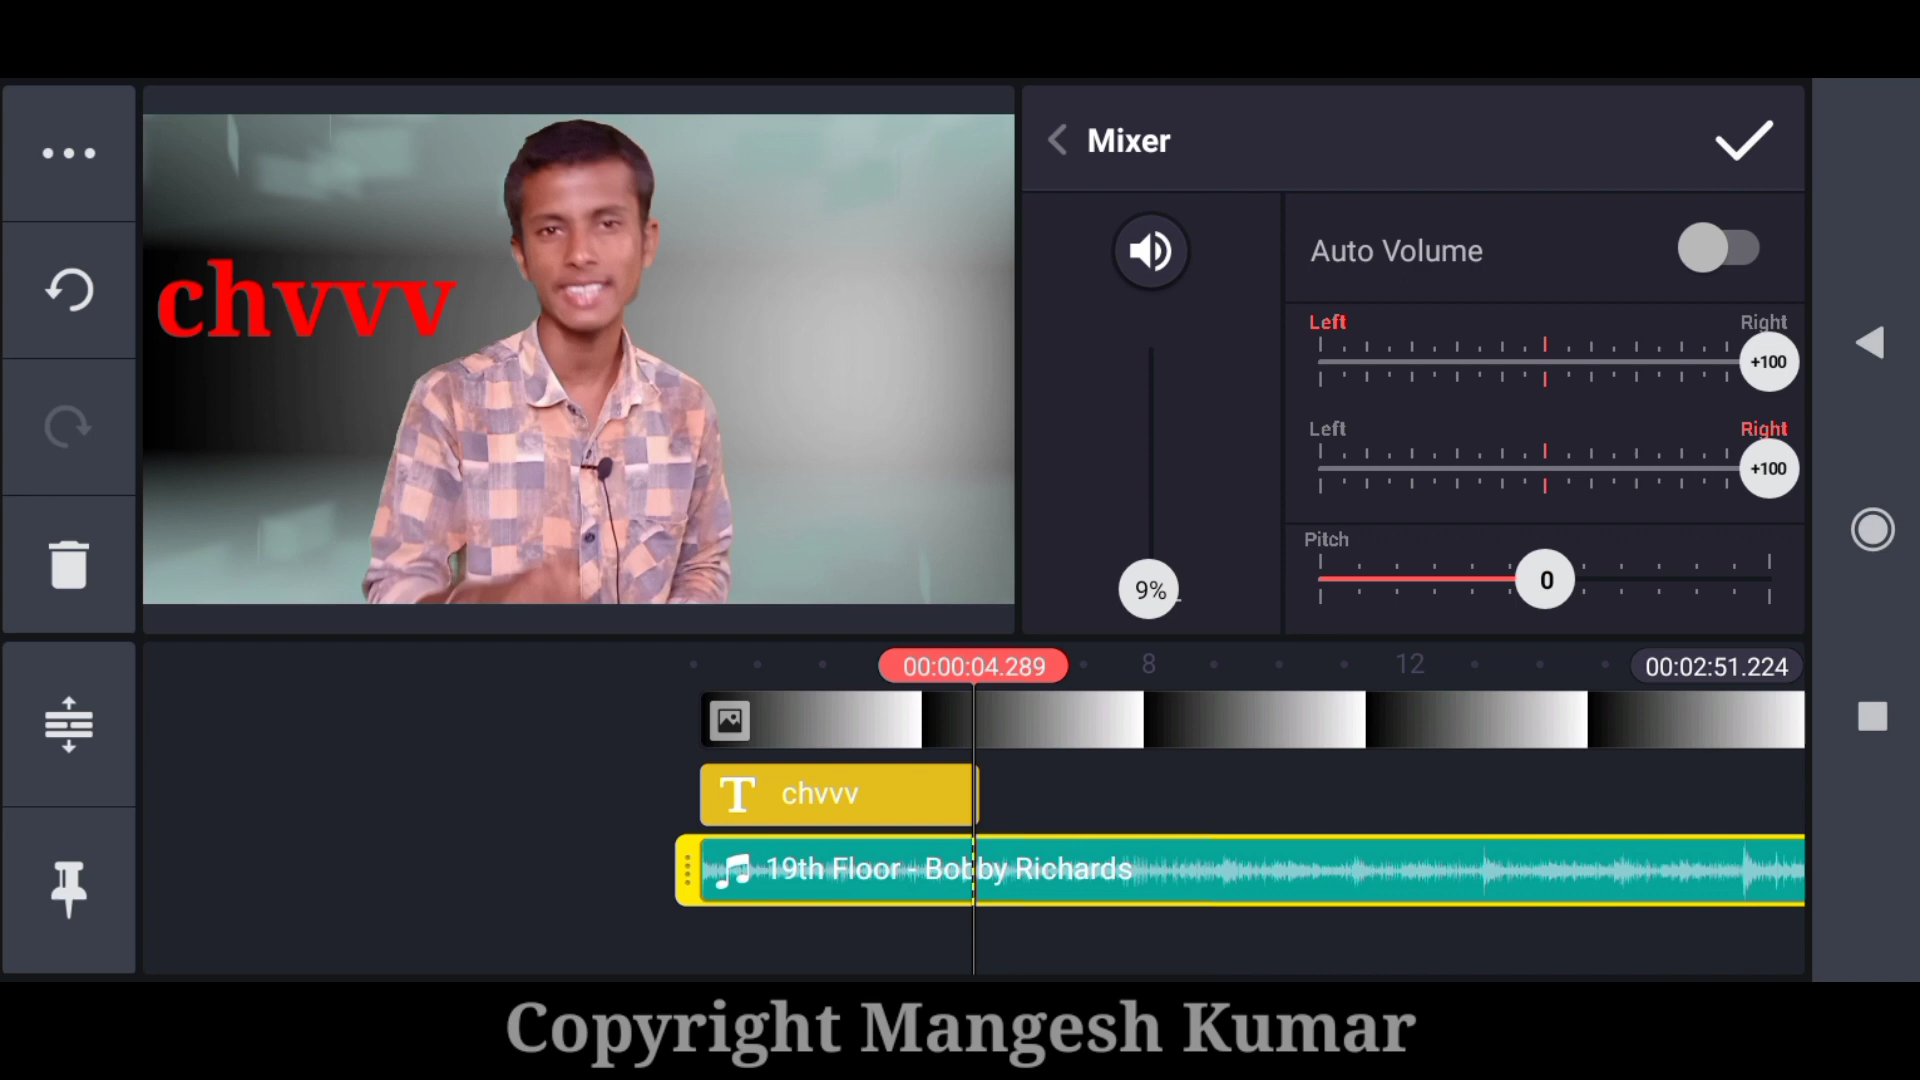 Mixer
chvvv
Auto Volume
Left
Right
+100
Left
Right
+100
Pitch
0
9%
00:00:04.289
8
12
00:02:51.224
T chvvv
19th Floor - Bobby Richards
Copyright Mangesh Kumar